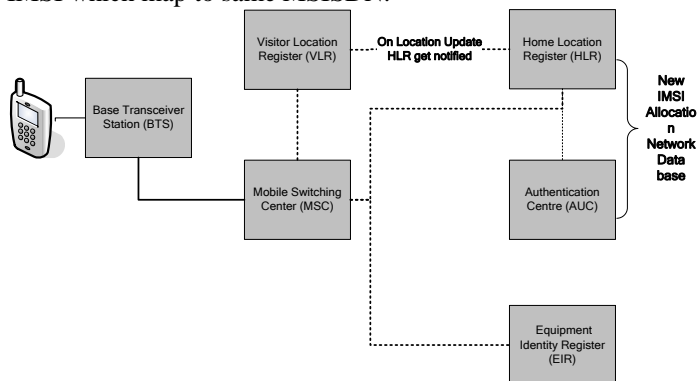 IMSI which map to same MSISDN.
Visitor Location
Register (VLR)
On Location Update
HLR get notified
Home Location
Register (HLR)
Base Transceiver
Station (BTS)
New
IMSI
Allocatio
n
Network
Data
base
Mobile Switching
Center (MSC)
Authentication
Centre (AUC)
Equipment
Identity Register
(EIR)